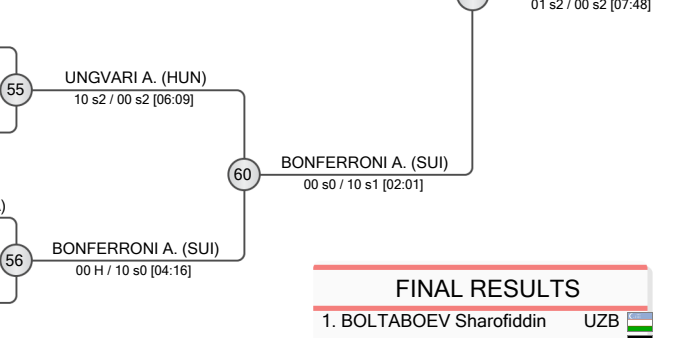 01 s2 / 00 s2 [07:48]
55
UNGVARI A. (HUN)
10 s2 / 00 s2 [06:09]
60
BONFERRONI A. (SUI)
00 s0 / 10 s1 [02:01]
)
56
BONFERRONI A. (SUI)
00 H / 10 s0 [04:16]
FINAL RESULTS
1. BOLTABOEV Sharofiddin UZB